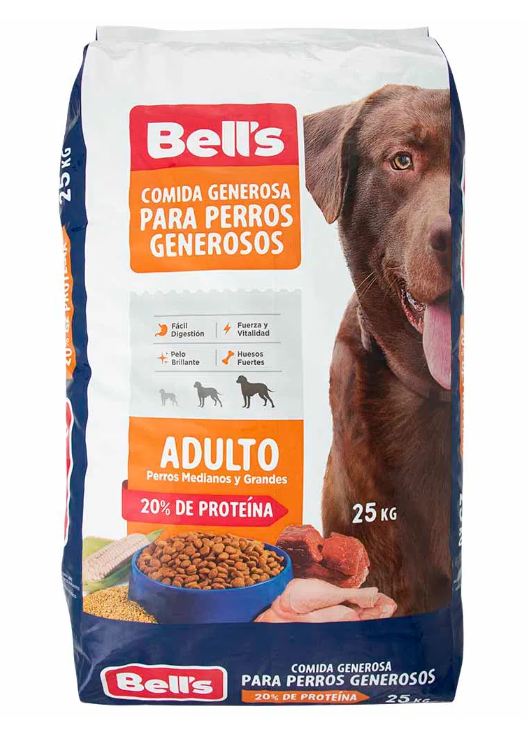 Bell's
COMIDA GENEROSA
PARA PERROS
GENEROSOS
25 KG
20% DE PROTEÍNA
Fácil
Digestión
Fuerza y
Vitalidad
Pelo
Brillante
Huesos
Fuertes
ADULTO
Perros Medianos y Grandes
20% DE PROTEÍNA
25 KG
Bell's
COMIDA GENEROSA
PARA PERROS GENEROSOS
20% DE PROTEÍNA
25 KG